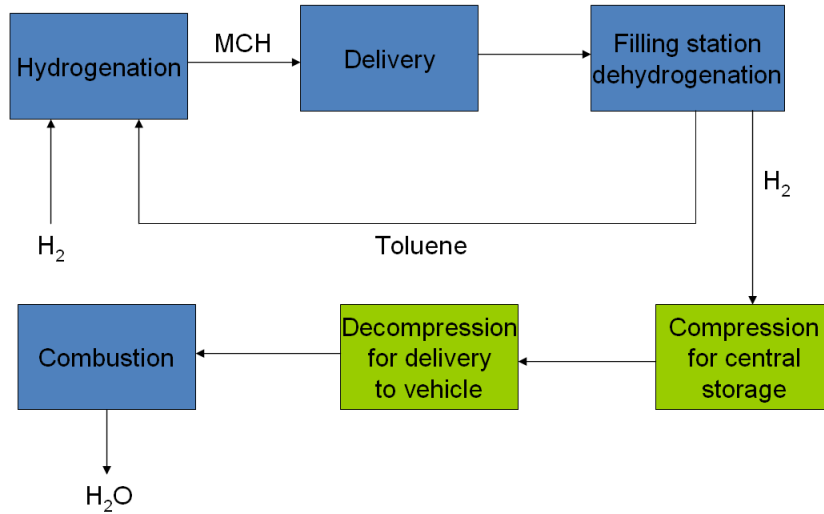 MCH
Hydrogenation
Delivery
Filling station
dehydrogenation
H₂
H₂
Toluene
Combustion
Decompression
for delivery
to vehicle
Compression
for central
storage
H₂O